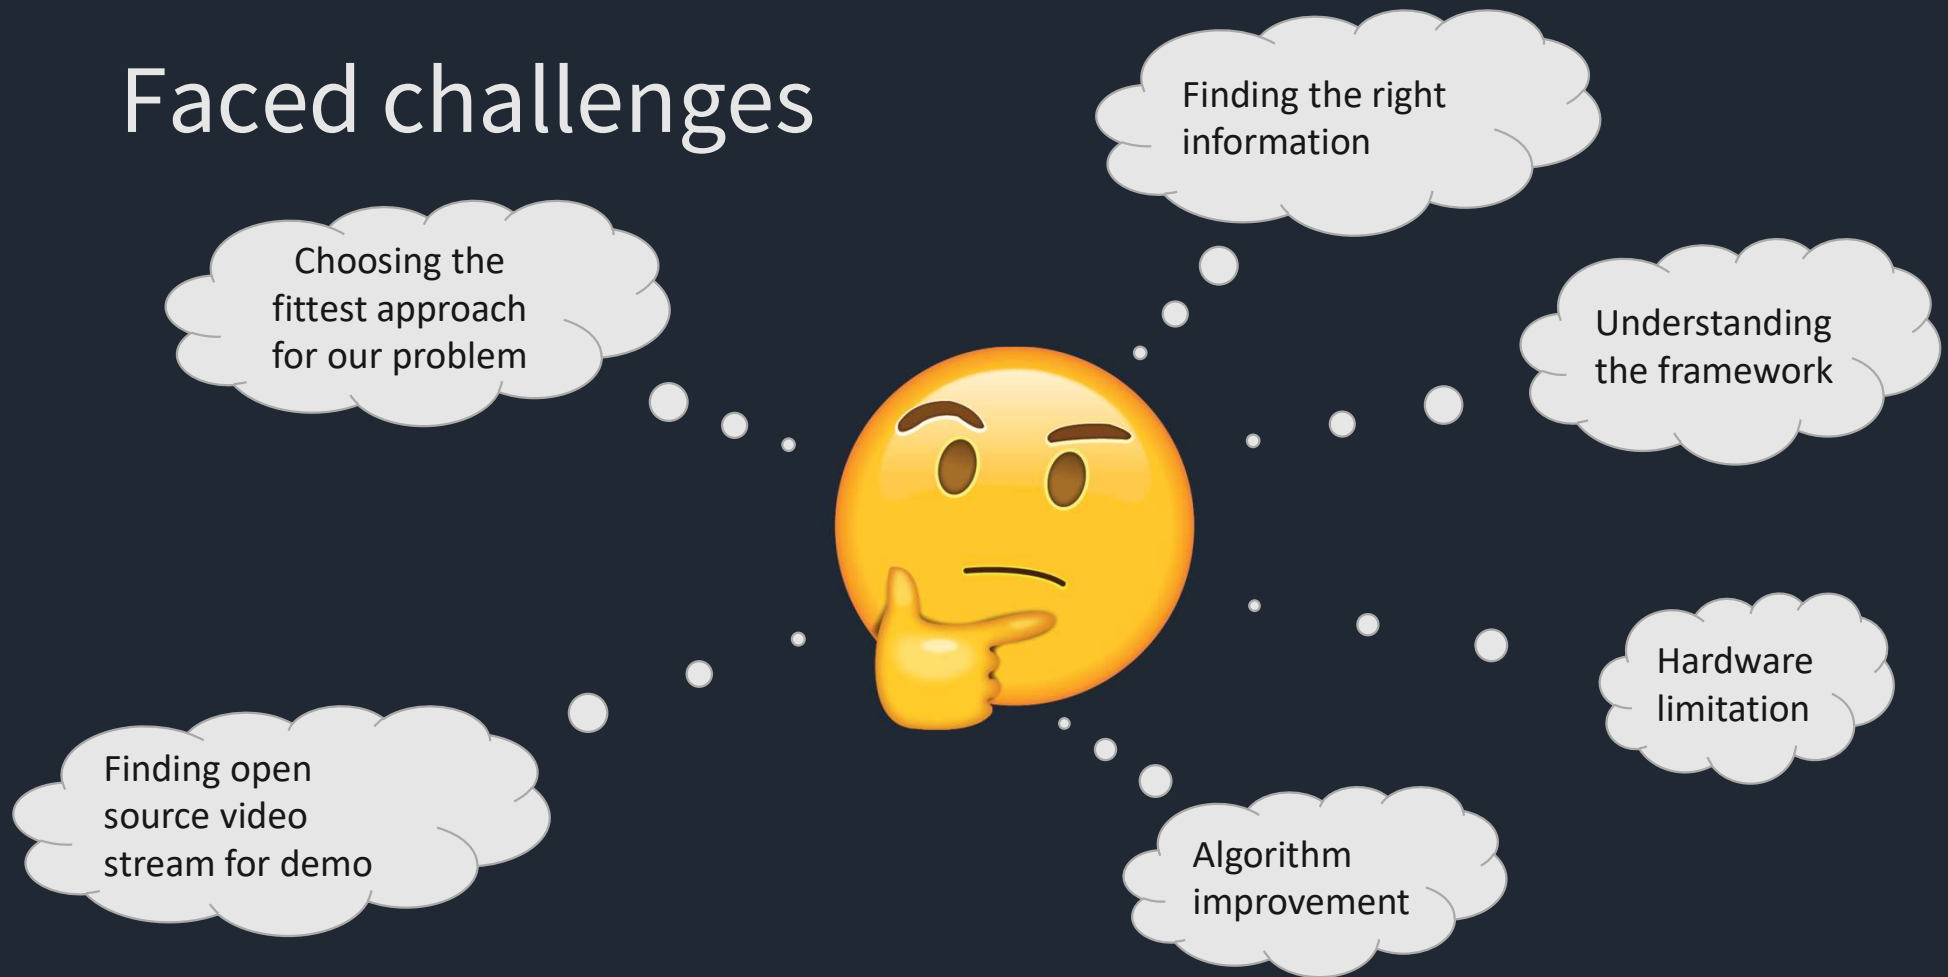 Faced challenges
Finding the right
information
Choosing the
fittest approach
for our problem
Understanding
the framework
Hardware
limitation
Finding open
source video
stream for demo
Algorithm
improvement